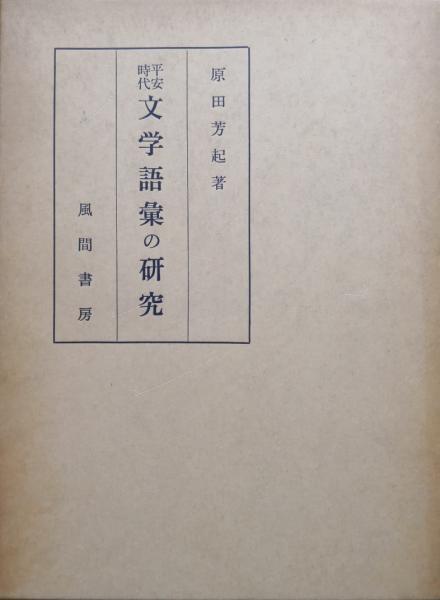 原田芳起著
平安時代文学語彙の研究
風間書房